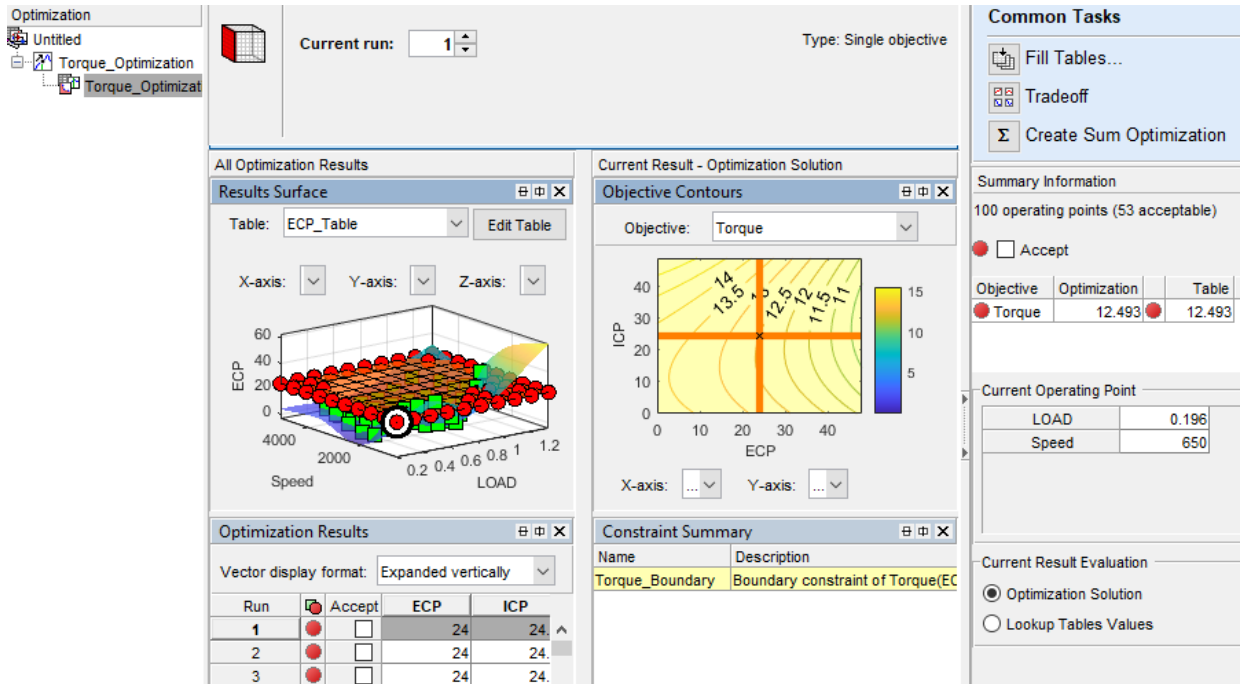 Optimization
Untitled
Torque_Optimization
Torque_Optimizat
Current run: 1
Type: Single objective
Common Tasks
Fill Tables...
Tradeoff
Σ Create Sum Optimization
All Optimization Results
Results Surface
Table: ECP_Table Edit Table
X-axis: Y-axis: Z-axis:
60
40
20
0
ECP
4000
2000
Speed
0.2 0.4 0.6 0.8 1 1.2
LOAD
Current Result - Optimization Solution
Objective Contours
Objective: Torque
14
13.5
12.5
12
11.5
11
40
30
20
10
0
ICP
0 10 20 30 40
ECP
15
10
5
X-axis: ... Y-axis: ...
Summary Information
100 operating points (53 acceptable)
Accept
Objective Optimization Table
Torque 12.493 12.493
Current Operating Point
LOAD 0.196
Speed 650
Optimization Results
Vector display format: Expanded vertically
Run Accept ECP ICP
1 24 24.
2 24 24.
3 24 24.
Constraint Summary
Name Description
Torque_Boundary Boundary constraint of Torque(EC
Current Result Evaluation
Optimization Solution
Lookup Tables Values